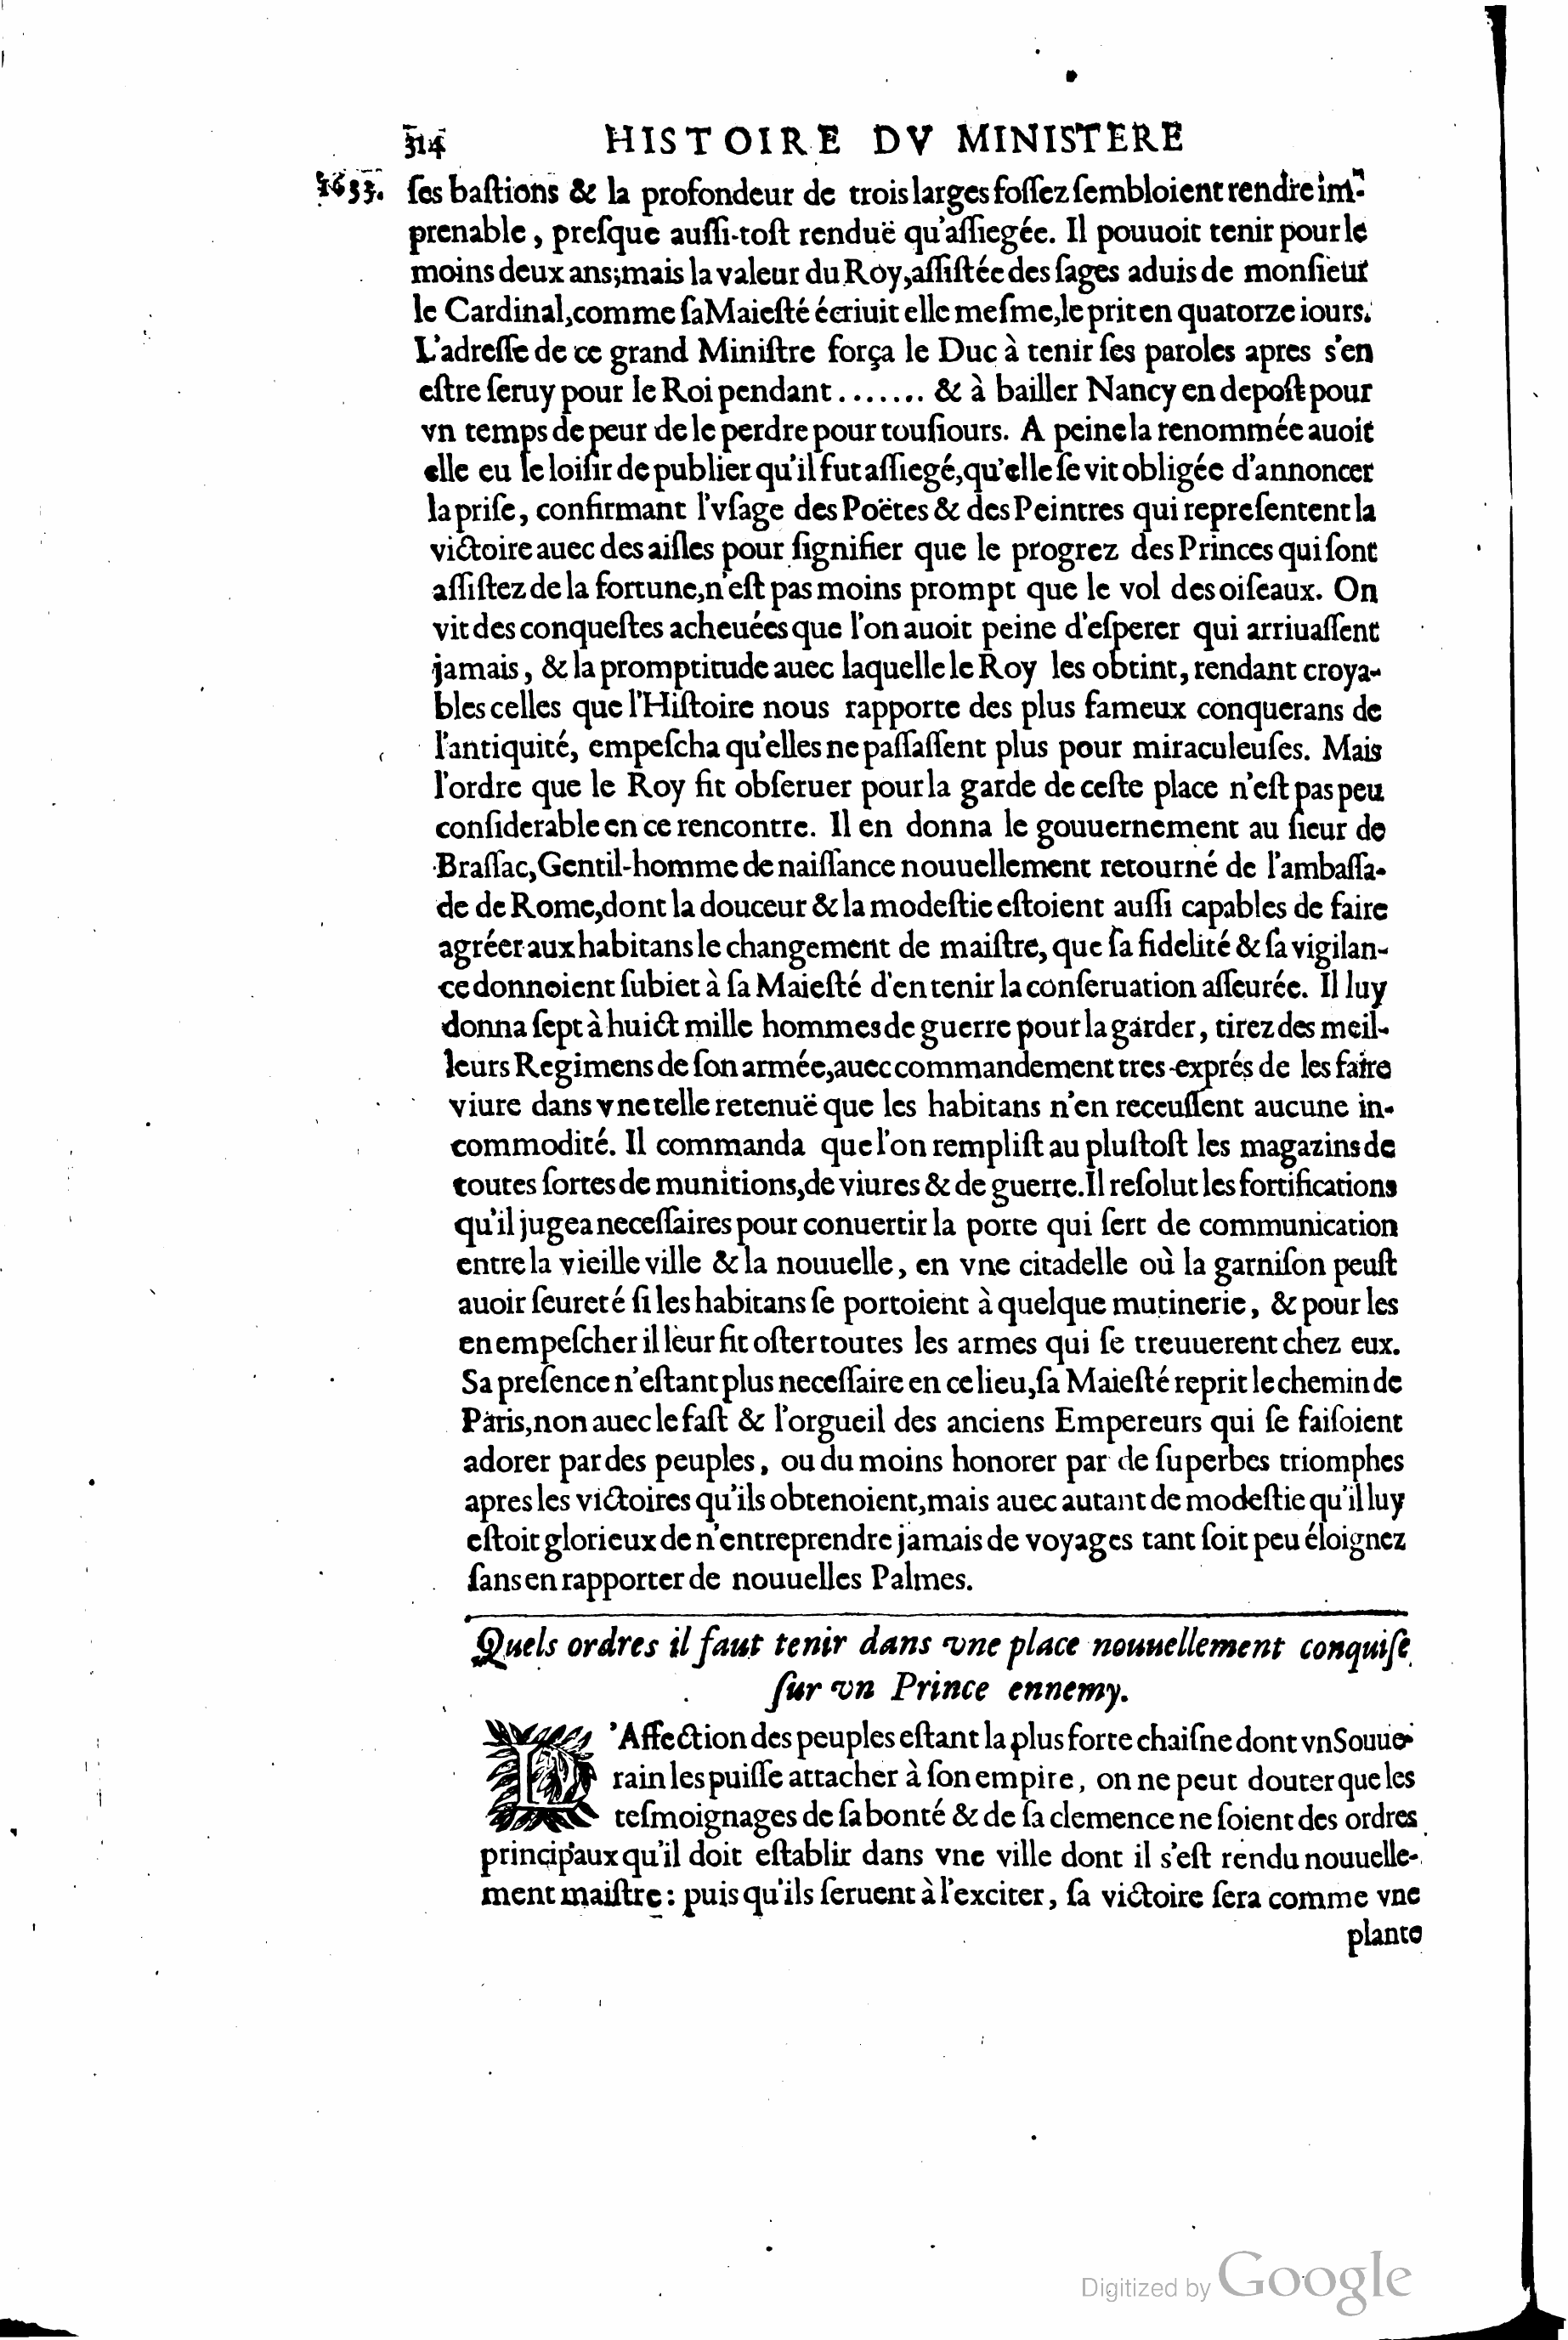 314 HISTOIRE DV MINISTERE
1633. ſes baſtions & la profondeur de trois larges foſſez ſembloient rendre im-
prenable, preſque auſſi-toſt renduë qu'aſſiegée. Il pouuoit tenir pour le
moins deux ans; mais la valeur du Roy, aſſiſtée des ſages aduis de monſieur
le Cardinal, comme ſa Maieſté écriuit elle meſme, le prit en quatorze iours.
L'adreſſe de ce grand Miniſtre força le Duc à tenir ſes paroles apres s'en
eſtre ſeruy pour le Roi pendant ....... & à bailler Nancy en depoſt pour
vn temps de peur de le perdre pour touſiours. A peine la renommée auoit
elle eu le loiſir de publier qu'il fut aſſiegé, qu'elle ſe vit obligée d'annoncer
la priſe, confirmant l'vſage des Poëtes & des Peintres qui repreſentent la
victoire auec des aiſles pour ſignifier que le progrez des Princes qui ſont
aſſiſtez de la fortune, n'eſt pas moins prompt que le vol des oiſeaux. On
vit des conqueſtes acheuées que l'on auoit peine d'eſperer qui arriuaſſent
jamais, & la promptitude auec laquelle le Roy les obtint, rendant croya-
bles celles que l'Hiſtoire nous rapporte des plus fameux conquerans de
l'antiquité, empeſcha qu'elles ne paſſaſſent plus pour miraculeuſes. Mais
l'ordre que le Roy fit obſeruer pour la garde de ceſte place n'eſt pas peu
conſiderable en ce rencontre. Il en donna le gouuernement au ſieur de
Braſſac, Gentil-homme de naiſſance nouuellement retourné de l'ambaſſa-
de de Rome, dont la douceur & la modeſtie eſtoient auſſi capables de faire
agréer aux habitans le changement de maiſtre, que ſa fidelité & ſa vigilan-
ce donnoient ſubiet à ſa Maieſté d'en tenir la conſeruation aſſeurée. Il luy
donna ſept à huict mille hommes de guerre pour la garder, tirez des meil-
leurs Regimens de ſon armée, auec commandement tres-exprés de les faire
viure dans vne telle retenuë que les habitans n'en receuſſent aucune in-
commodité. Il commanda que l'on rempliſt au pluſtoſt les magazins de
toutes ſortes de munitions, de viures & de guerre. Il reſolut les fortifications
qu'il jugea neceſſaires pour conuertir la porte qui ſert de communication
entre la vieille ville & la nouuelle, en vne citadelle où la garniſon peuſt
auoir ſeureté ſi les habitans ſe portoient à quelque mutinerie, & pour les
en empeſcher il leur fit oſter toutes les armes qui ſe treuuerent chez eux.
Sa preſence n'eſtant plus neceſſaire en ce lieu, ſa Maieſté reprit le chemin de
Paris, non auec le faſt & l'orgueil des anciens Empereurs qui ſe faiſoient
adorer par des peuples, ou du moins honorer par de ſuperbes triomphes
apres les victoires qu'ils obtenoient, mais auec autant de modeſtie qu'il luy
eſtoit glorieux de n'entreprendre jamais de voyages tant ſoit peu éloignez
ſans en rapporter de nouuelles Palmes.
Quels ordres il faut tenir dans vne place nouuellement conquiſe
ſur vn Prince ennemy.
L'Affection des peuples eſtant la plus forte chaiſne dont vn Souue-
rain les puiſſe attacher à ſon empire, on ne peut douter que les
teſmoignages de ſa bonté & de ſa clemence ne ſoient des ordres
principaux qu'il doit eſtablir dans vne ville dont il s'eſt rendu nouuelle-
ment maiſtre: puis qu'ils ſeruent à l'exciter, ſa victoire ſera comme vne
plante
Digitized by Google